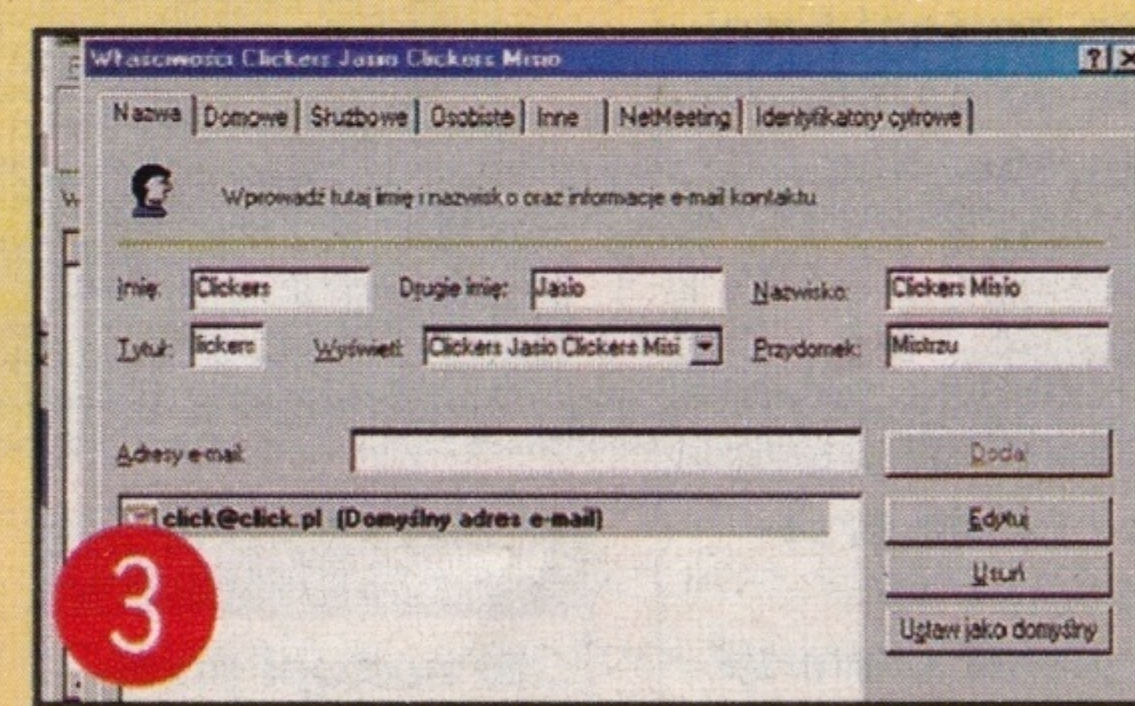 Właściwości Clickers Jasio Clickers Misio
Nazwa Domowe Służbowe Osobiste Inne NetMeeting Identyfikatory cyfrowe
Wprowadź tutaj imię i nazwisko oraz informacje e-mail kontaktu.
Imię: Clickers Drugie imię: Jasio Nazwisko: Clickers Misio
Tytuł: lickers Wyświetl: Clickers Jasio Clickers Misi Przydomek: Mistrzu
Adresy e-mail: Dodaj
click@click.pl (Domyślny adres e-mail) Edytuj
Usuń
3 Ustaw jako domyślny